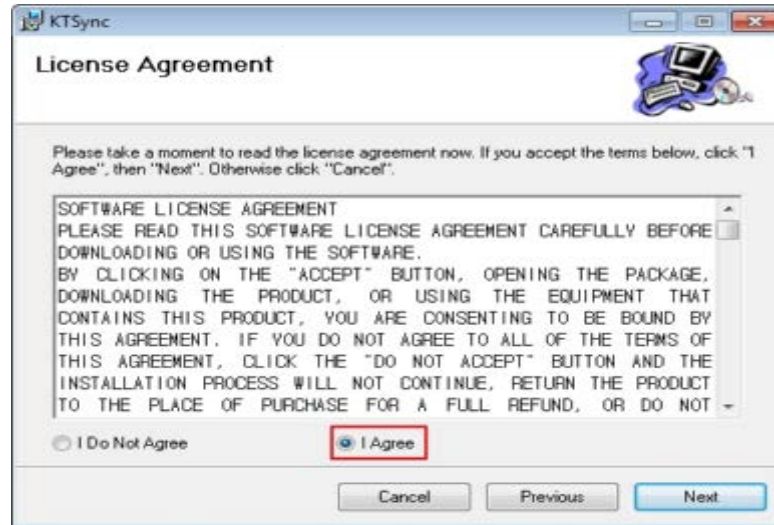 KTSync
License Agreement
Please take a moment to read the license agreement now. If you accept the terms below, click "I
Agree", then "Next". Otherwise click "Cancel".
SOFTWARE LICENSE AGREEMENT
PLEASE READ THIS SOFTWARE LICENSE AGREEMENT CAREFULLY BEFORE
DOWNLOADING OR USING THE SOFTWARE.
BY CLICKING ON THE "ACCEPT" BUTTON, OPENING THE PACKAGE,
DOWNLOADING THE PRODUCT, OR USING THE EQUIPMENT THAT
CONTAINS THIS PRODUCT, YOU ARE CONSENTING TO BE BOUND BY
THIS AGREEMENT. IF YOU DO NOT AGREE TO ALL OF THE TERMS OF
THIS AGREEMENT, CLICK THE "DO NOT ACCEPT" BUTTON AND THE
INSTALLATION PROCESS WILL NOT CONTINUE, RETURN THE PRODUCT
TO THE PLACE OF PURCHASE FOR A FULL REFUND, OR DO NOT
I Do Not Agree I Agree
Cancel Previous Next